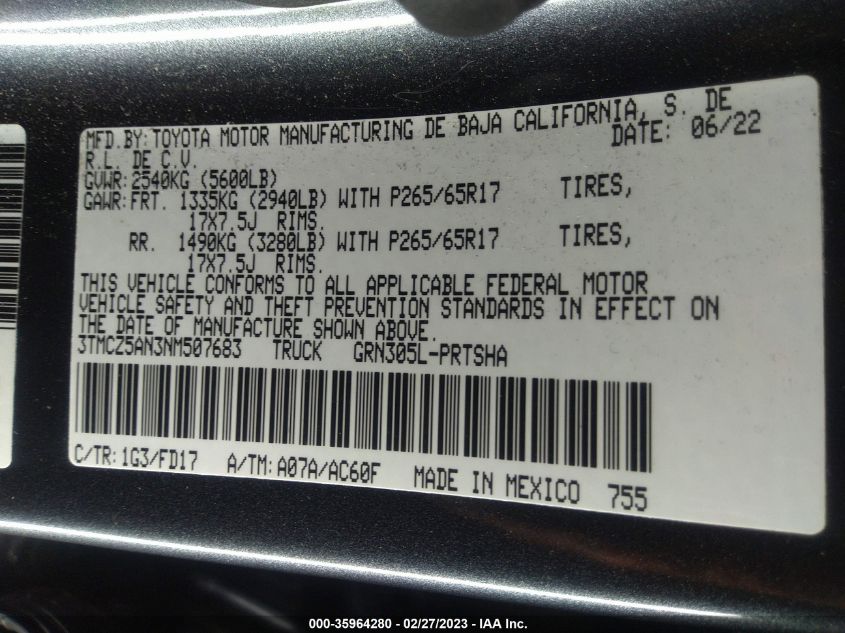 MFD.BY:TOYOTA MOTOR MANUFACTURING DE BAJA CALIFORNIA, S. DE
R.L. DE C.V. DATE: 06/22
GVWR:2540KG (5600LB)
GAWR:FRT. 1335KG (2940LB) WITH P265/65R17 TIRES,
17X7.5J RIMS.
RR. 1490KG (3280LB) WITH P265/65R17 TIRES,
17X7.5J RIMS.
THIS VEHICLE CONFORMS TO ALL APPLICABLE FEDERAL MOTOR
VEHICLE SAFETY AND THEFT PREVENTION STANDARDS IN EFFECT ON
THE DATE OF MANUFACTURE SHOWN ABOVE.
3TMCZ5AN3NM507683 TRUCK GRN305L-PRTSHA
C/TR:1G3/FD17 A/TM:A07A/AC60F MADE IN MEXICO 755
000-35964280 - 02/27/2023 - © IAA Inc.